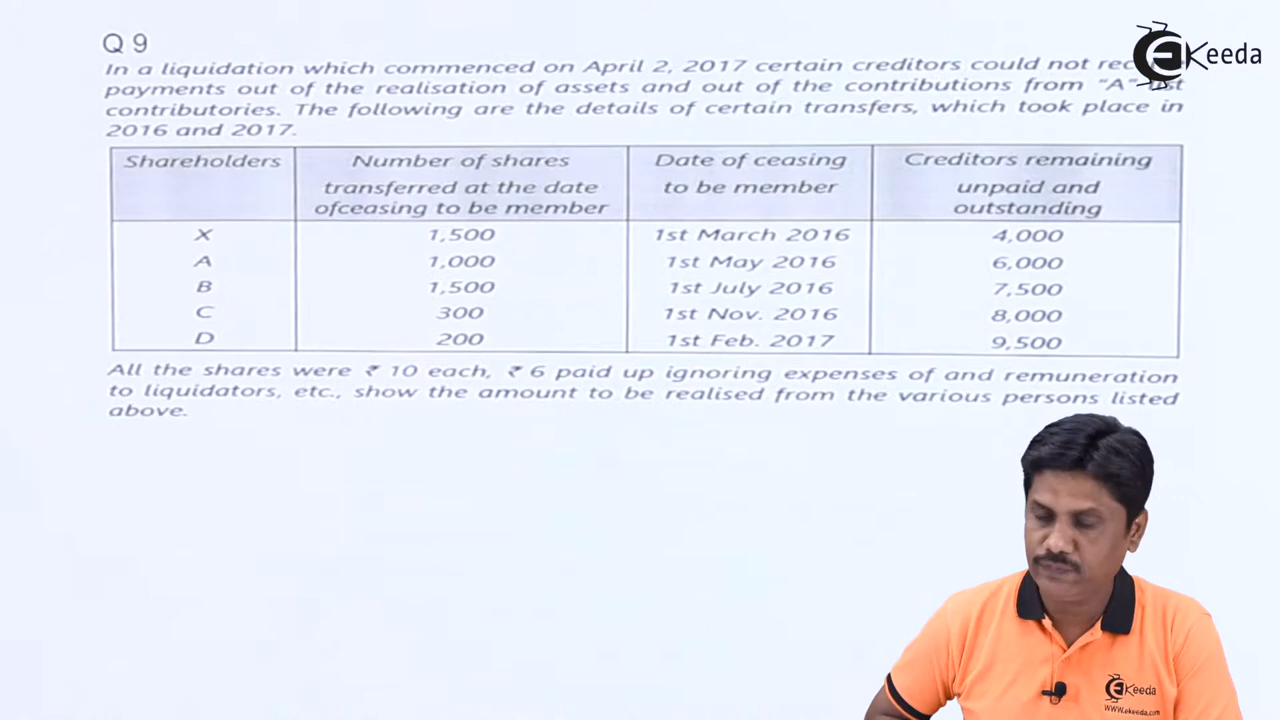 Q 9
In a liquidation which commenced on April 2, 2017 certain creditors could not
payments out of the realisation of assets and out of the contributions from "A"
contributories. The following are the details of certain transfers, which took place in
2016 and 2017.
Shareholders Number of shares transferred at the date ofceasing to be member Date of ceasing to be member Creditors remaining unpaid and outstanding
X 1,500 1st March 2016 4,000
A 1,000 1st May 2016 6,000
B 1,500 1st July 2016 7,500
C 300 1st Nov. 2016 8,000
D 200 1st Feb. 2017 9,500
All the shares were ₹ 10 each, ₹ 6 paid up ignoring expenses of and remuneration
to liquidators, etc., show the amount to be realised from the various persons listed
above.
eKeeda
eKeeda
www.ekeeda.com